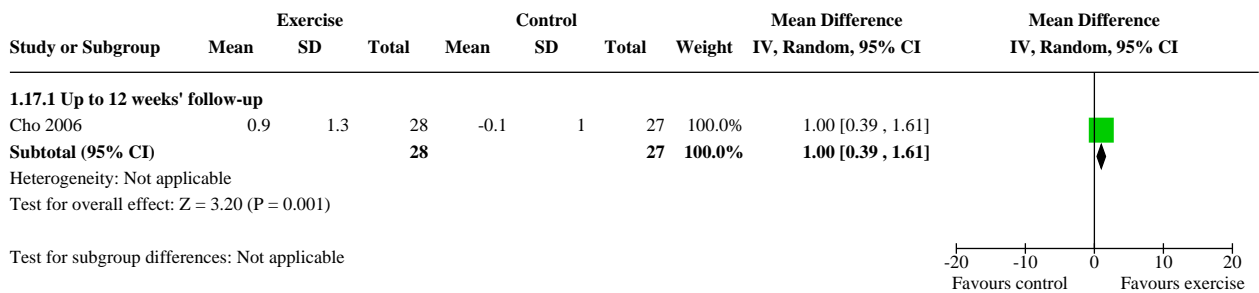 Exercise Control Mean Difference Mean Difference
Study or Subgroup Mean SD Total Mean SD Total Weight IV, Random, 95% CI IV, Random, 95% CI
1.17.1 Up to 12 weeks' follow-up
Cho 2006 0.9 1.3 28 -0.1 1 27 100.0% 1.00 [0.39 , 1.61]
Subtotal (95% CI) 28 27 100.0% 1.00 [0.39 , 1.61]
Heterogeneity: Not applicable
Test for overall effect: Z = 3.20 (P = 0.001)
Test for subgroup differences: Not applicable
-20 -10 0 10 20
Favours control Favours exercise